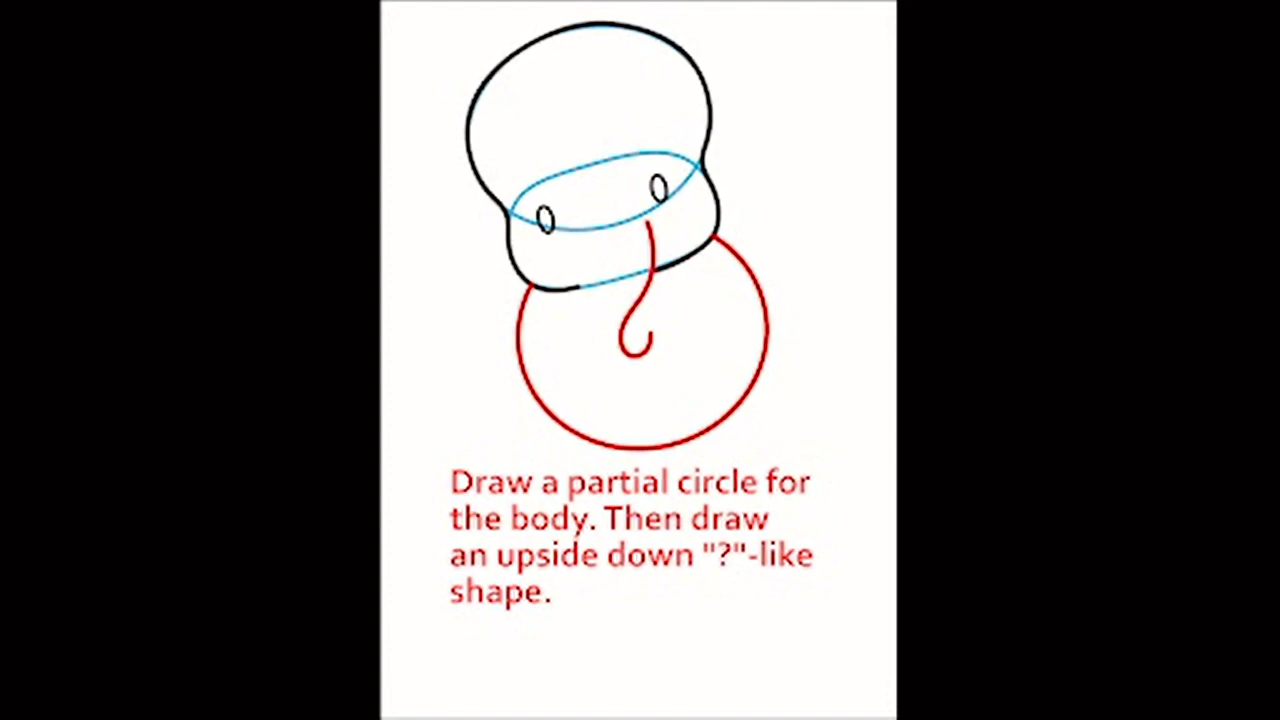 Draw a partial circle for
the body. Then draw
an upside down "?"-like
shape.